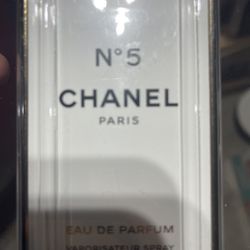 N°5
CHANEL
PARIS
EAU DE PARFUM
VAPORISATEUR SPRAY